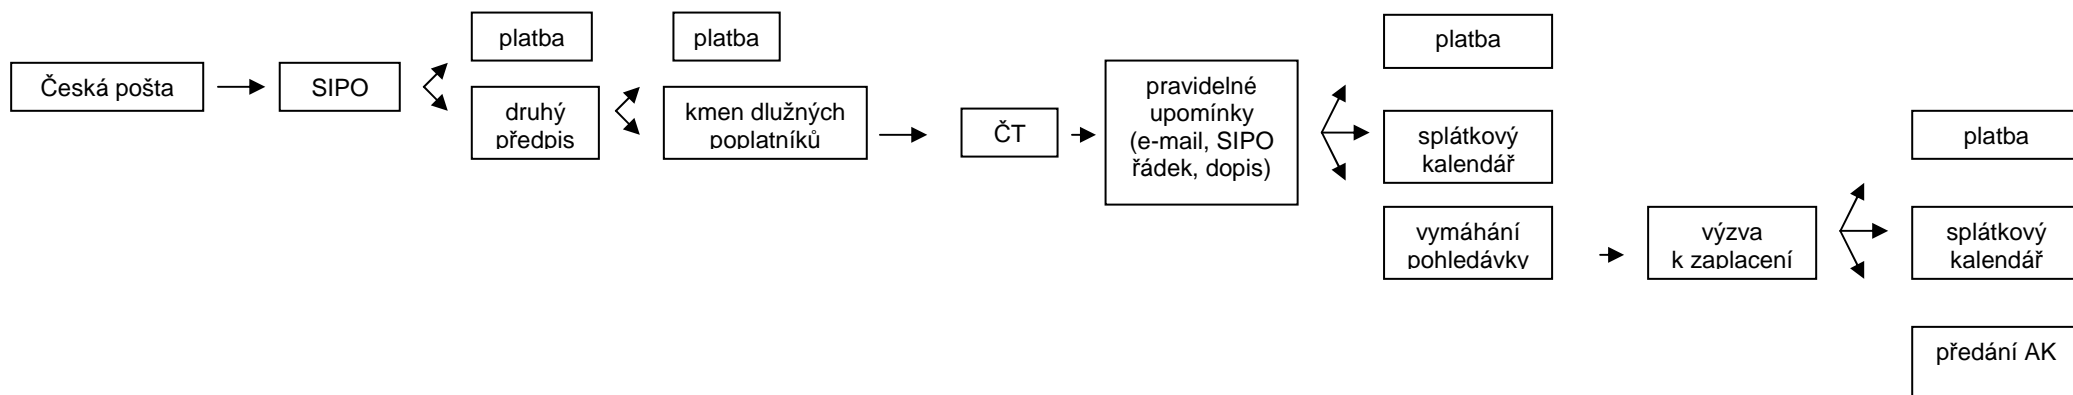 Česká pošta
SIPO
platba
druhý
předpis
platba
kmen dlužných
poplatníků
ČT
pravidelné
upomínky
(e-mail, SIPO
řádek, dopis)
platba
splátkový
kalendář
vymáhání
pohledávky
výzva
k zaplacení
platba
splátkový
kalendář
předání AK